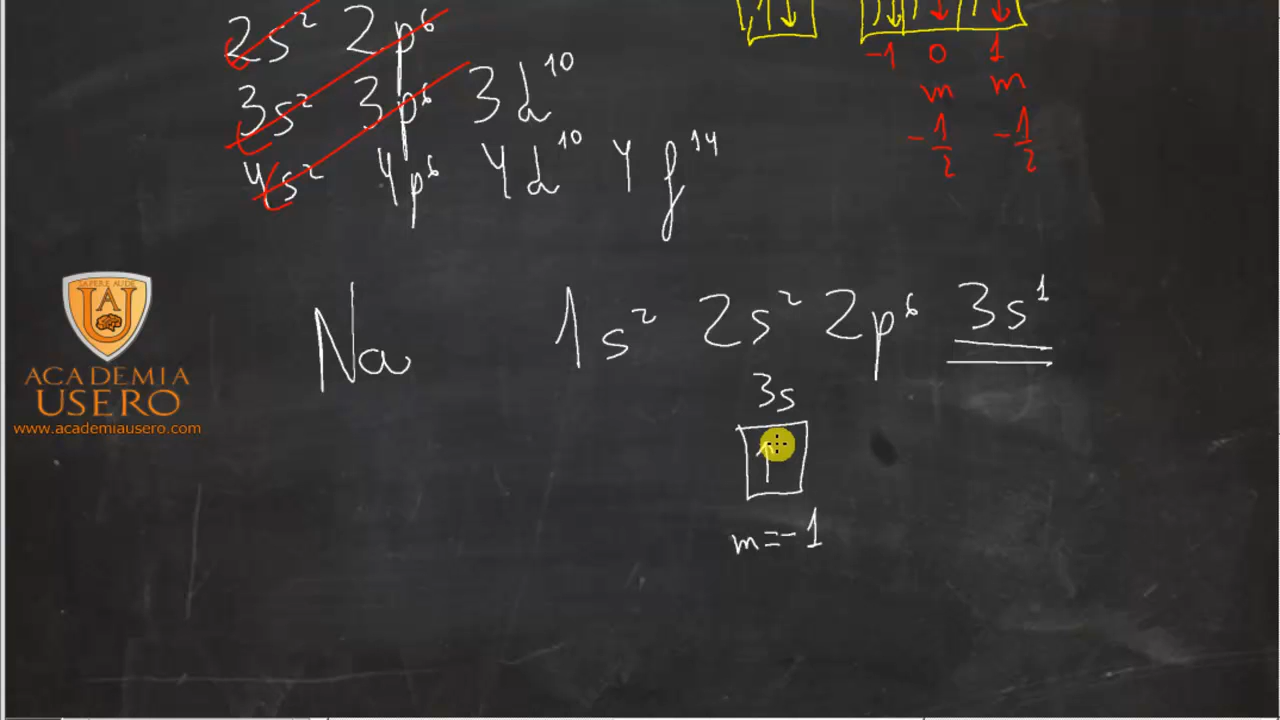 2s² 2p⁶
3s² 3p⁶ 3d¹⁰
4s² 4p⁶ 4d¹⁰ 4f¹⁴
-1 0 1
m m
-1/2 -1/2
Na 1s² 2s² 2p⁶ 3s¹
3s
m=-1
SAPERE AUDE
UA
ACADEMIA
USERO
www.academiausero.com